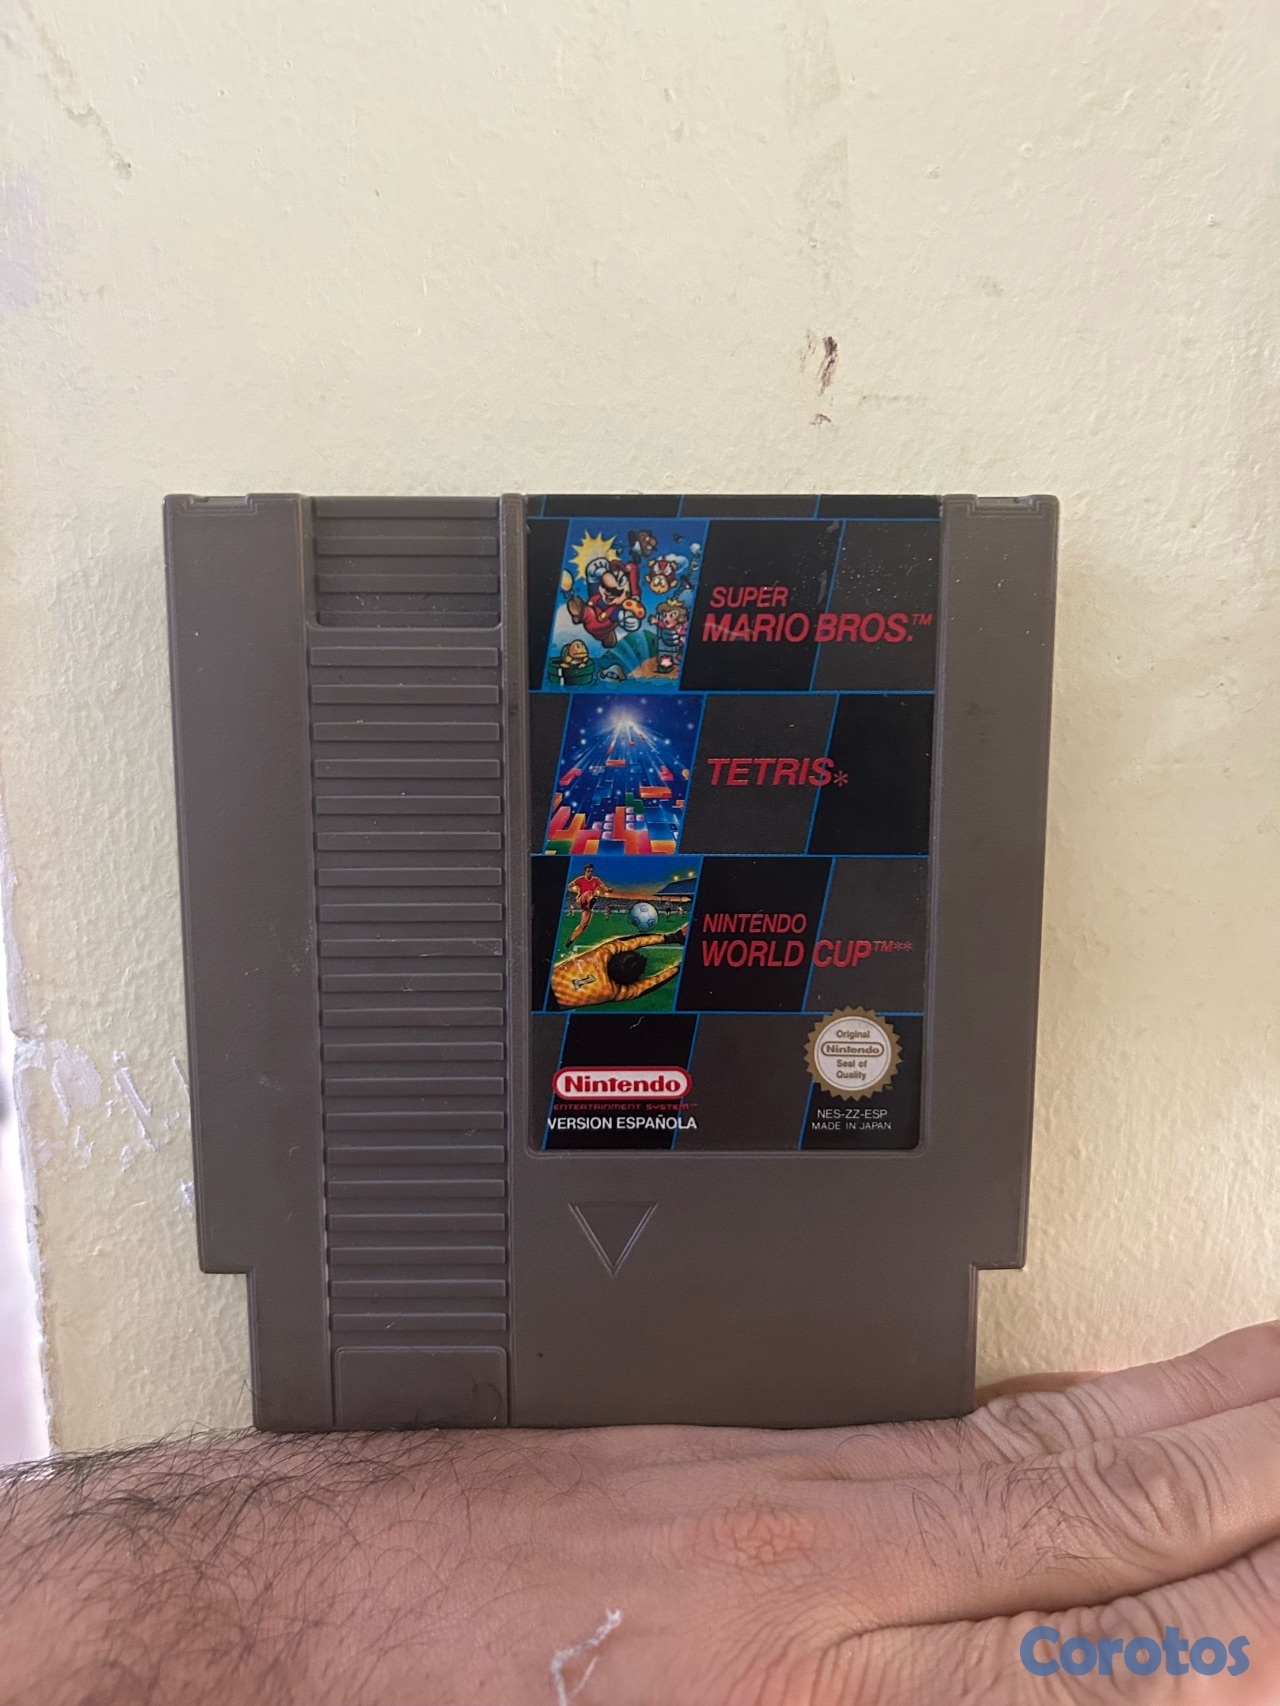 SUPER
MARIO BROS.™
TETRIS*
NINTENDO
WORLD CUP™**
Original
Nintendo
Seal of
Quality
Nintendo
ENTERTAINMENT SYSTEM™
VERSION ESPAÑOLA
NES-ZZ-ESP
MADE IN JAPAN
1
Corotos